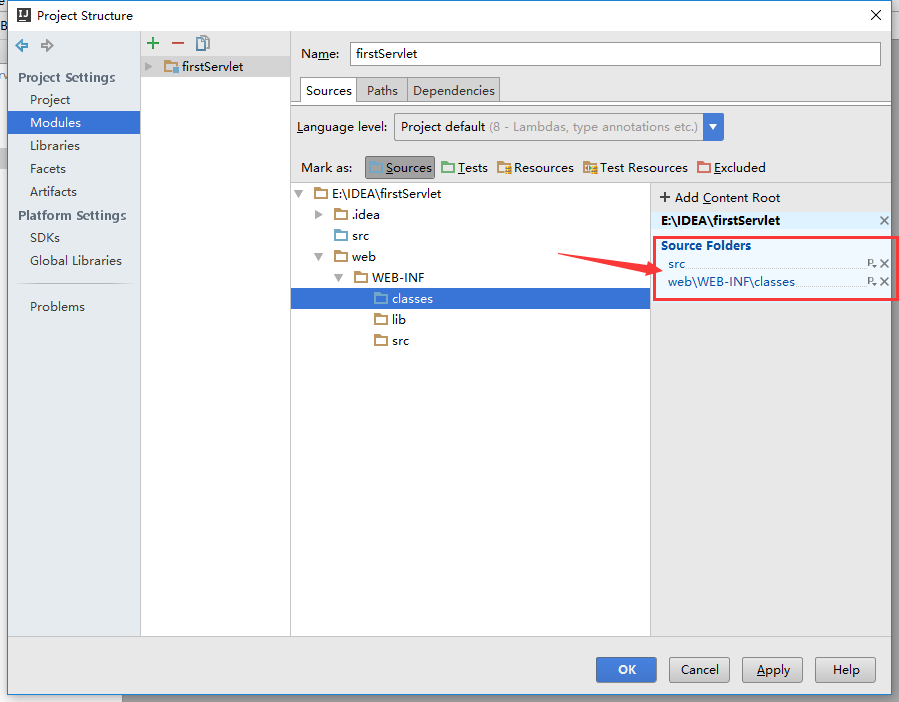 Project Structure
Project Settings
Project
Modules
Libraries
Facets
Artifacts
Platform Settings
SDKs
Global Libraries
Problems
firstServlet
Name: firstServlet
Sources Paths Dependencies
Language level: Project default (8 - Lambdas, type annotations etc.)
Mark as: Sources Tests Resources Test Resources Excluded
E:\IDEA\firstServlet
.idea
src
web
WEB-INF
classes
lib
src
+ Add Content Root
E:\IDEA\firstServlet
Source Folders
src
web\WEB-INF\classes
OK Cancel Apply Help